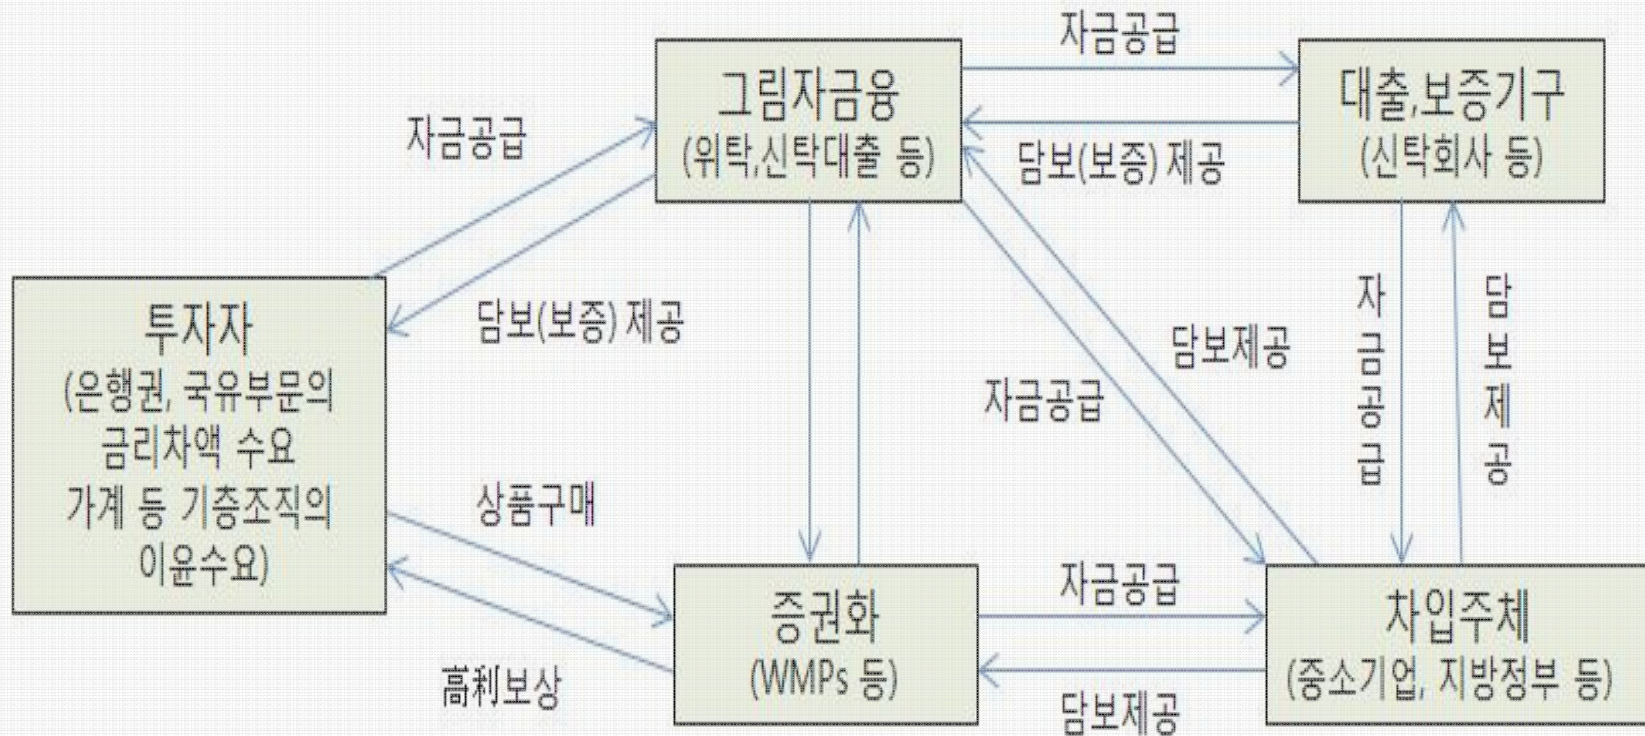 자금공급
그림자금융
(위탁,신탁대출 등)
대출,보증기구
(신탁회사 등)
자금공급
담보(보증) 제공
담보(보증) 제공
투자자
(은행권, 국유부문의
금리차액 수요
가계 등 기층조직의
이윤수요)
담보제공
자금공급
자금공급
담보제공
상품구매
高利보상
증권화
(WMPs 등)
자금공급
담보제공
차입주체
(중소기업, 지방정부 등)